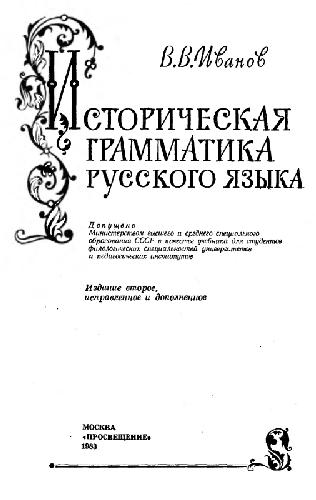 В.В.Иванов
ИСТОРИЧЕСКАЯ
ГРАММАТИКА
РУССКОГО ЯЗЫКА
Допущено
Министерством высшего и среднего специального
образования СССР в качестве учебника для студентов
филологических специальностей университетов
и педагогических институтов
Издание второе,
исправленное и дополненное
МОСКВА
«ПРОСВЕЩЕНИЕ»
1983